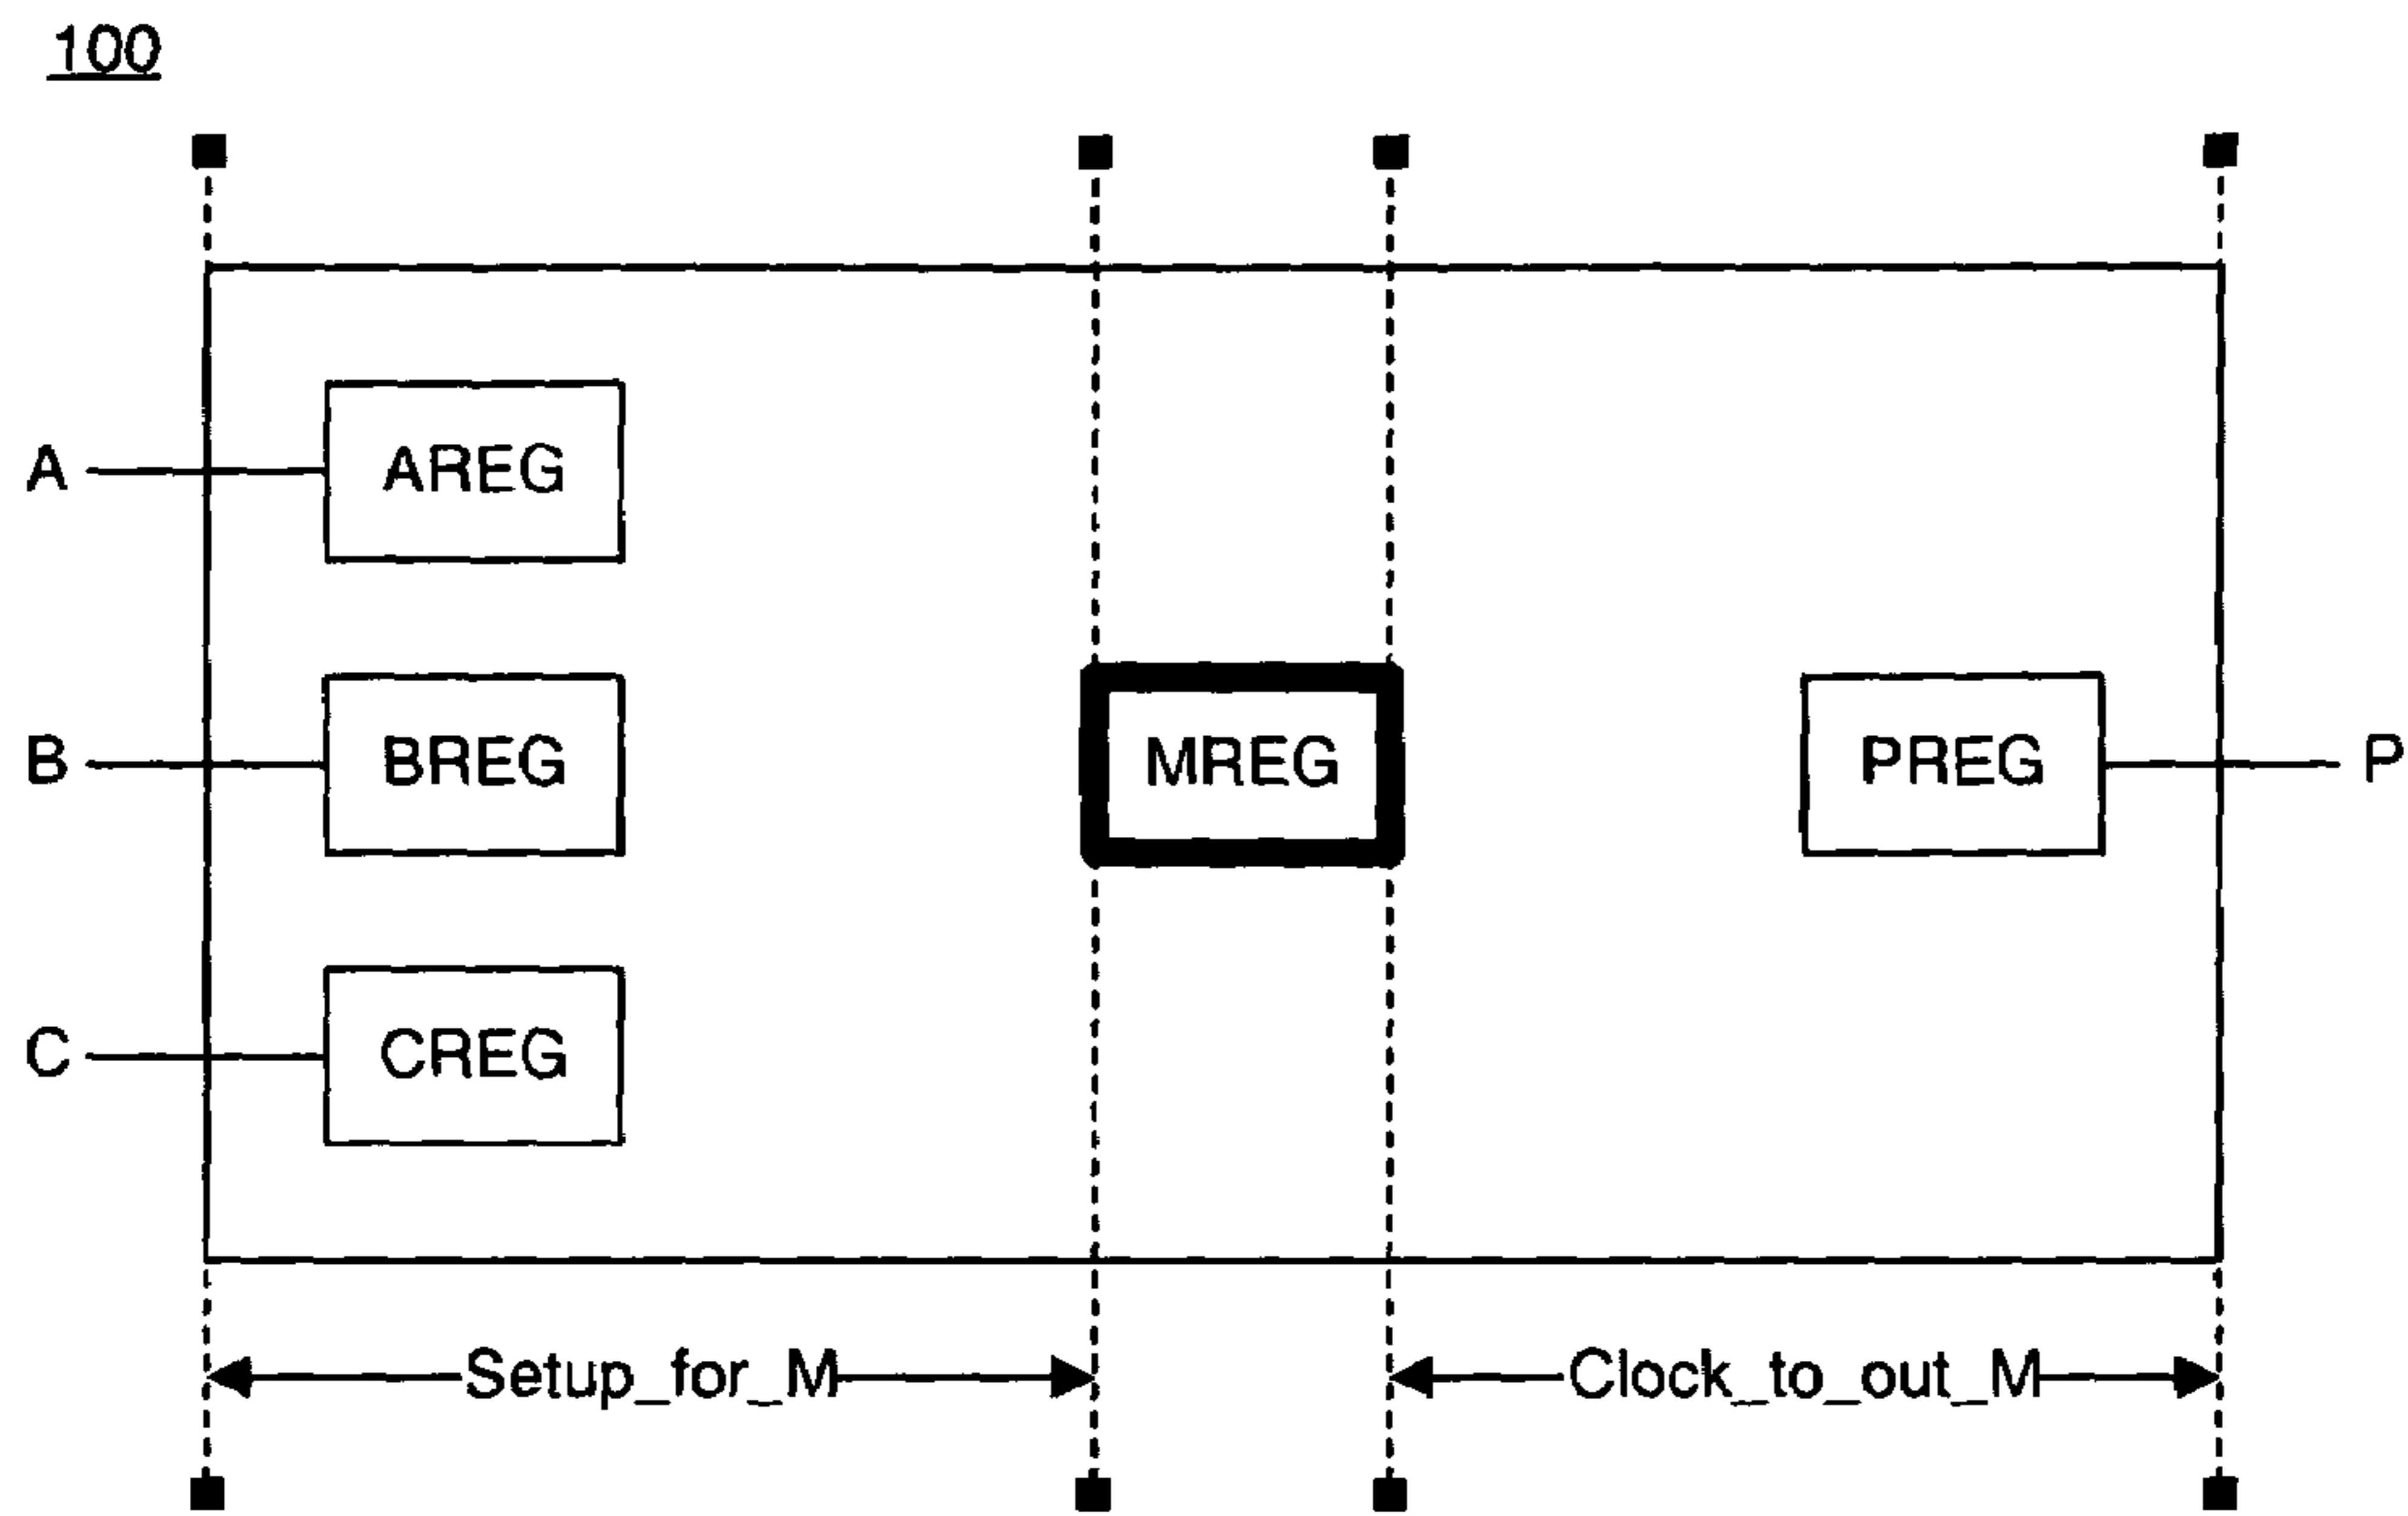 100
A AREG
B BREG MREG PREG P
C CREG
Setup_for_M Clock_to_out_M